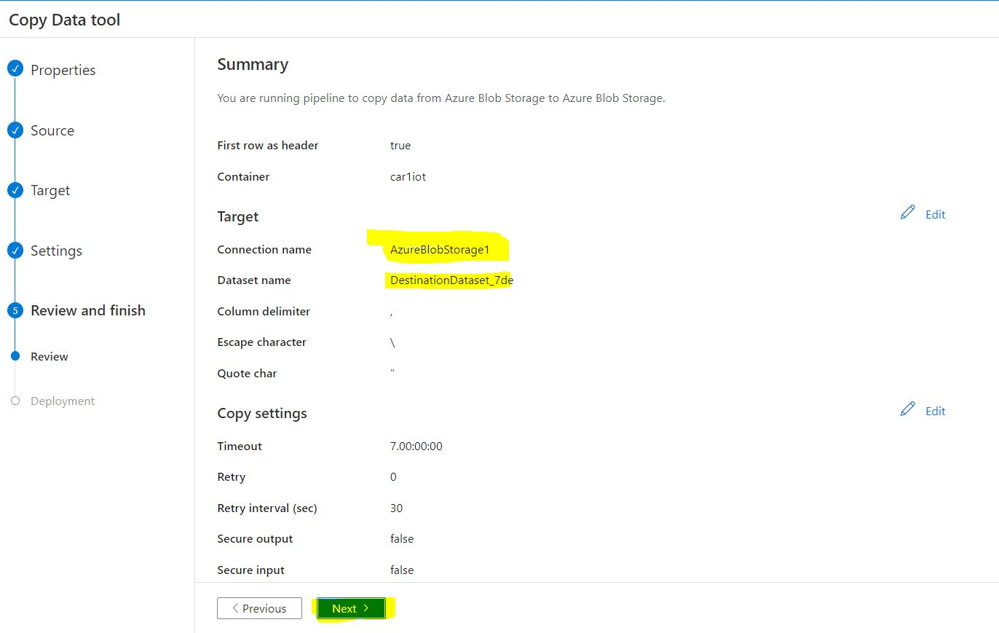 Copy Data tool
Properties
Source
Target
Settings
5 Review and finish
Review
Deployment
Summary
You are running pipeline to copy data from Azure Blob Storage to Azure Blob Storage.
First row as header true
Container car1iot
Target Edit
Connection name AzureBlobStorage1
Dataset name DestinationDataset_7de
Column delimiter ,
Escape character \
Quote char "
Copy settings Edit
Timeout 7.00:00:00
Retry 0
Retry interval (sec) 30
Secure output false
Secure input false
< Previous Next >